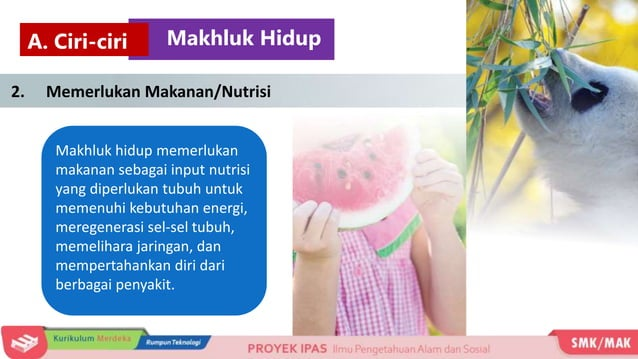 A. Ciri-ciri Makhluk Hidup
2. Memerlukan Makanan/Nutrisi
Makhluk hidup memerlukan
makanan sebagai input nutrisi
yang diperlukan tubuh untuk
memenuhi kebutuhan energi,
meregenerasi sel-sel tubuh,
memelihara jaringan, dan
mempertahankan diri dari
berbagai penyakit.
Kurikulum Merdeka Rumpun Teknologi PROYEK IPAS Ilmu Pengetahuan Alam dan Sosial SMK/MAK